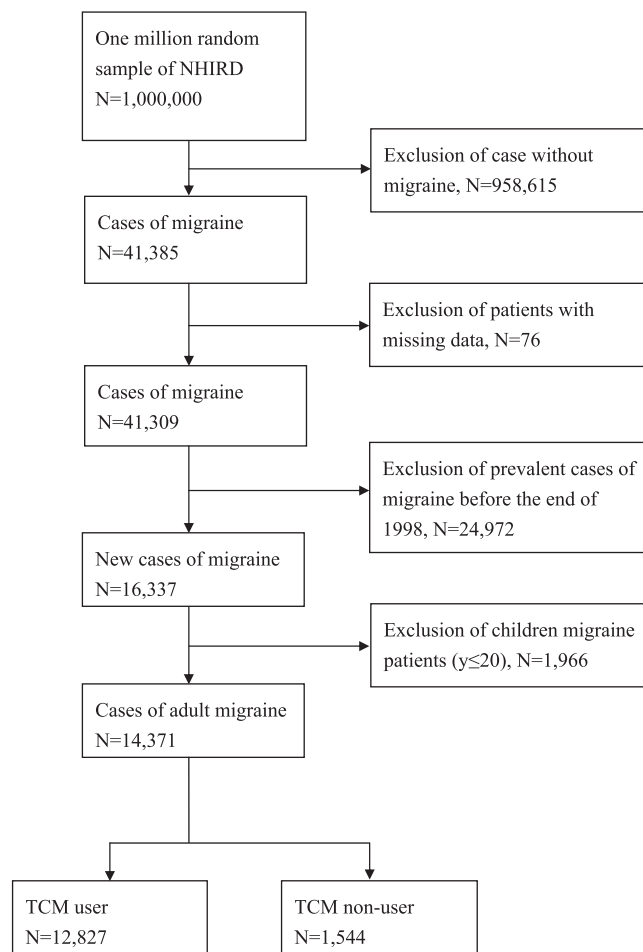 One million random
sample of NHIRD
N=1,000,000
Exclusion of case without
migraine, N=958,615
Cases of migraine
N=41,385
Exclusion of patients with
missing data, N=76
Cases of migraine
N=41,309
Exclusion of prevalent cases of
migraine before the end of
1998, N=24,972
New cases of migraine
N=16,337
Exclusion of children migraine
patients (y≤20), N=1,966
Cases of adult migraine
N=14,371
TCM user
N=12,827
TCM non-user
N=1,544